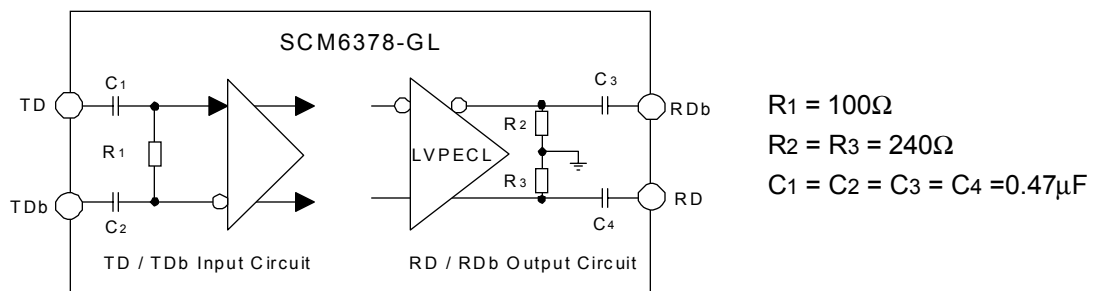 SCM6378-GL
C1
C3
TD
RDb
R1
R2
LVPECL
R3
TDb
RD
C2
C4
TD / TDb Input Circuit
RD / RDb Output Circuit
R1 = 100Ω
R2 = R3 = 240Ω
C1 = C2 = C3 = C4 =0.47μF